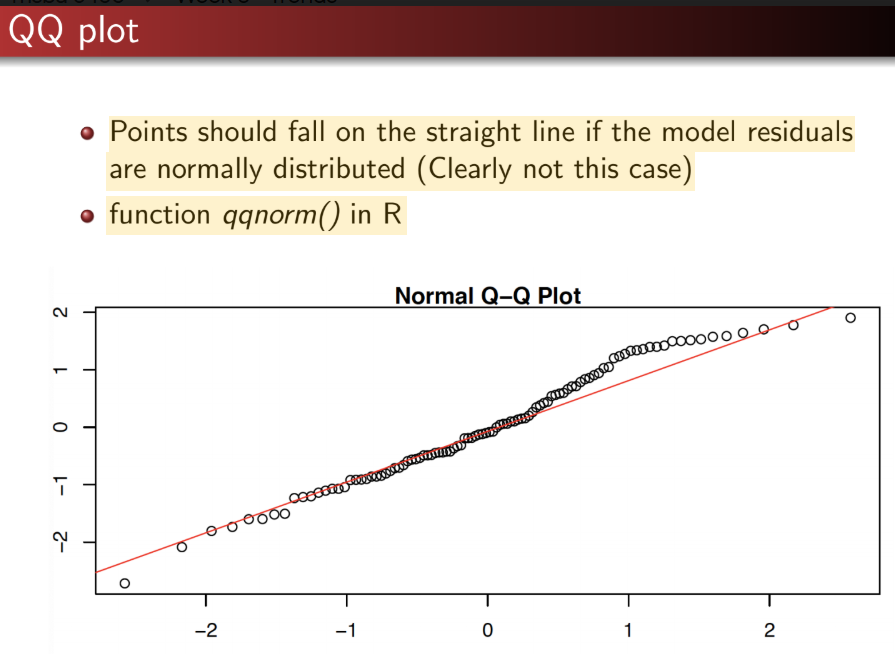 QQ plot
Points should fall on the straight line if the model residuals
are normally distributed (Clearly not this case)
function qqnorm() in R
Normal Q–Q Plot
2
1
0
−1
−2
−2 −1 0 1 2